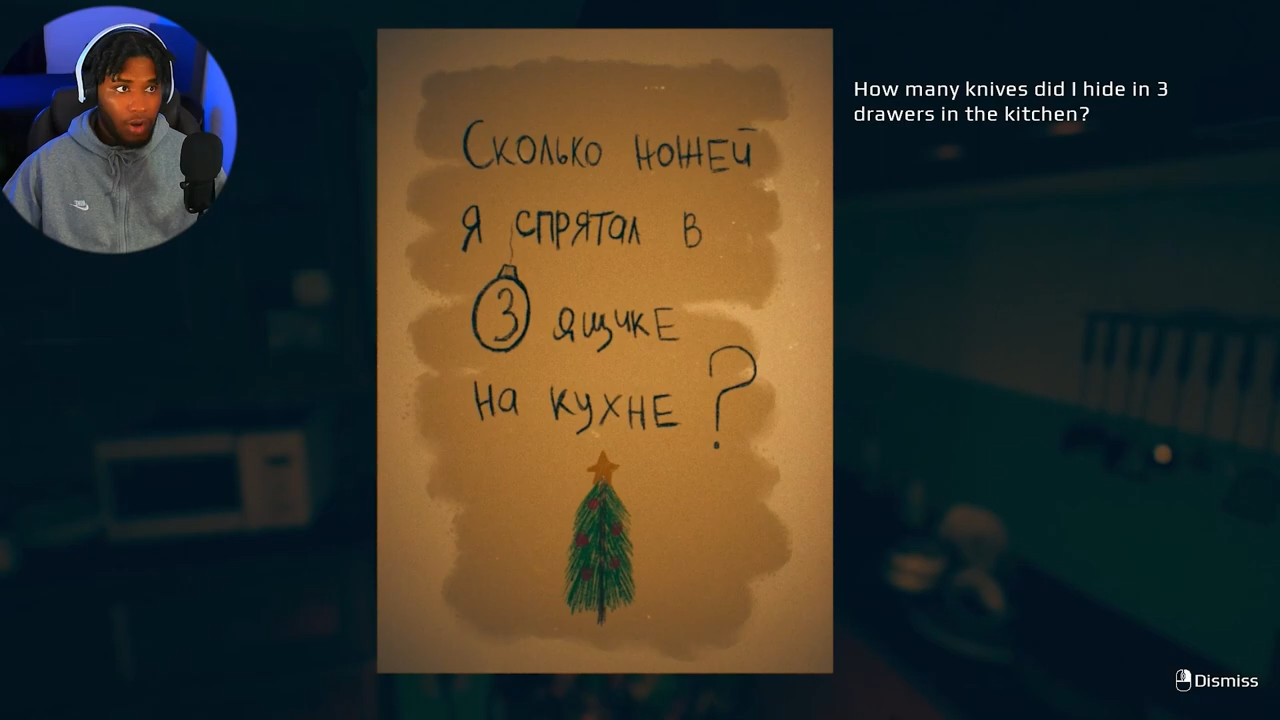 Сколько ножей
я спрятал в
3 ящике
на кухне?
How many knives did I hide in 3
drawers in the kitchen?
Dismiss